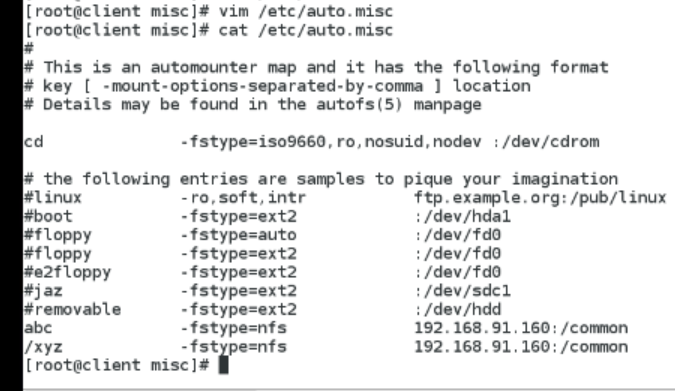 [root@client misc]# vim /etc/auto.misc
[root@client misc]# cat /etc/auto.misc
#
# This is an automounter map and it has the following format
# key [ -mount-options-separated-by-comma ] location
# Details may be found in the autofs(5) manpage
cd -fstype=iso9660,ro,nosuid,nodev :/dev/cdrom
# the following entries are samples to pique your imagination
#linux -ro,soft,intr ftp.example.org:/pub/linux
#boot -fstype=ext2 :/dev/hda1
#floppy -fstype=auto :/dev/fd0
#floppy -fstype=ext2 :/dev/fd0
#e2floppy -fstype=ext2 :/dev/fd0
#jaz -fstype=ext2 :/dev/sdc1
#removable -fstype=ext2 :/dev/hdd
abc -fstype=nfs 192.168.91.160:/common
/xyz -fstype=nfs 192.168.91.160:/common
[root@client misc]#